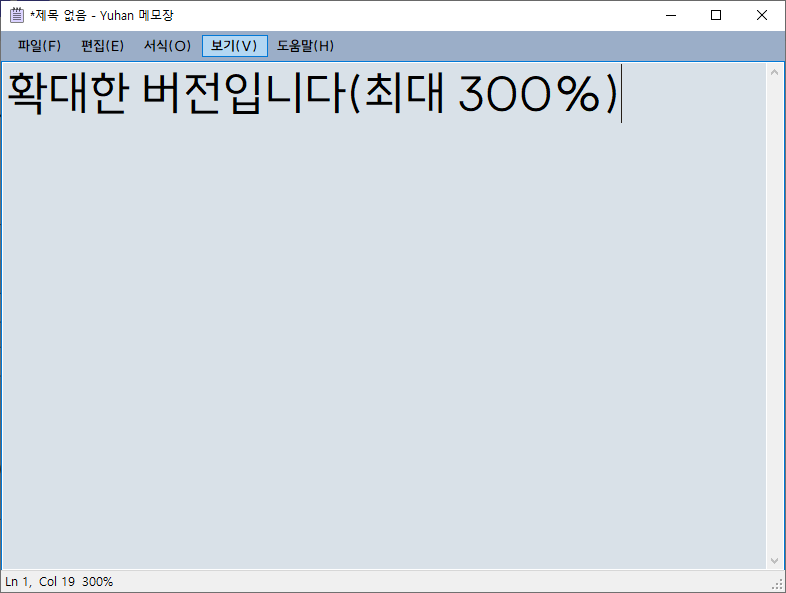 *제목 없음 - Yuhan 메모장
파일(F) 편집(E) 서식(O) 보기(V) 도움말(H)
확대한 버전입니다(최대 300%)
Ln 1, Col 19 300%